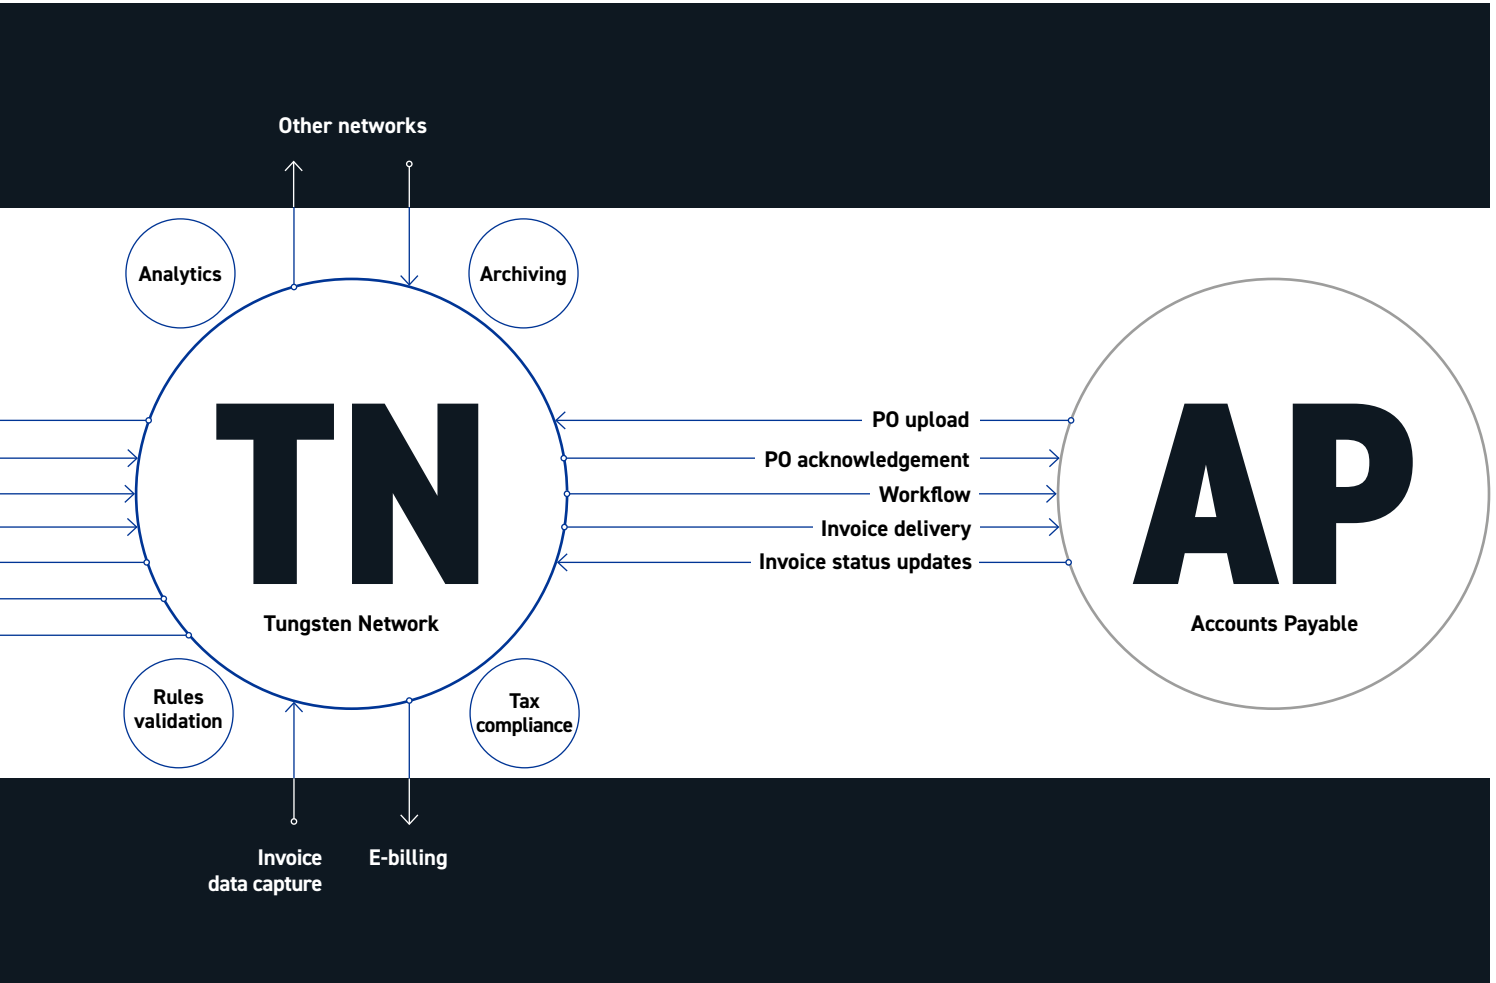 Other networks
Analytics
Archiving
TN
Tungsten Network
PO upload
PO acknowledgement
Workflow
Invoice delivery
Invoice status updates
AP
Accounts Payable
Rules
validation
Tax
compliance
Invoice
data capture
E-billing